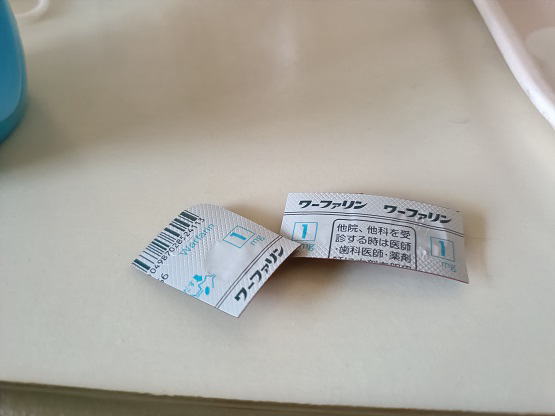 Warfarin
1
mg
ワーファリン
ワーファリン ワーファリン
1
mg
他院、他科を受
診する時は医師
・歯科医師・薬剤
1
mg